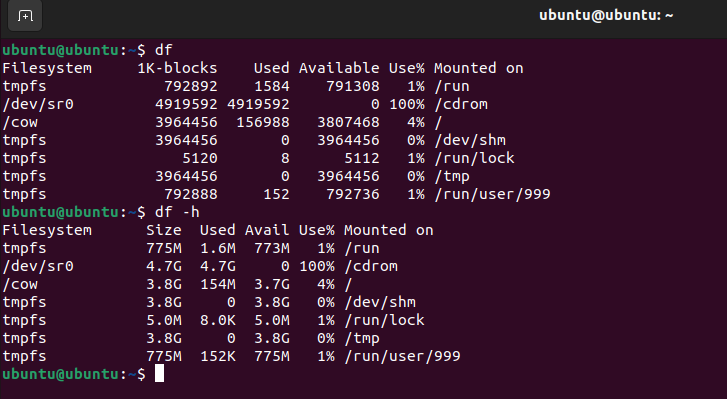 ubuntu@ubuntu: ~
ubuntu@ubuntu:~$ df
Filesystem     1K-blocks    Used Available Use% Mounted on
tmpfs             792892    1584    791308   1% /run
/dev/sr0         4919592 4919592         0 100% /cdrom
/cow             3964456  156988   3807468   4% /
tmpfs            3964456       0   3964456   0% /dev/shm
tmpfs               5120       8      5112   1% /run/lock
tmpfs            3964456       0   3964456   0% /tmp
tmpfs             792888     152    792736   1% /run/user/999
ubuntu@ubuntu:~$ df -h
Filesystem      Size  Used Avail Use% Mounted on
tmpfs           775M  1.6M  773M   1% /run
/dev/sr0        4.7G  4.7G     0 100% /cdrom
/cow            3.8G  154M  3.7G   4% /
tmpfs           3.8G     0  3.8G   0% /dev/shm
tmpfs           5.0M  8.0K  5.0M   1% /run/lock
tmpfs           3.8G     0  3.8G   0% /tmp
tmpfs           775M  152K  775M   1% /run/user/999
ubuntu@ubuntu:~$